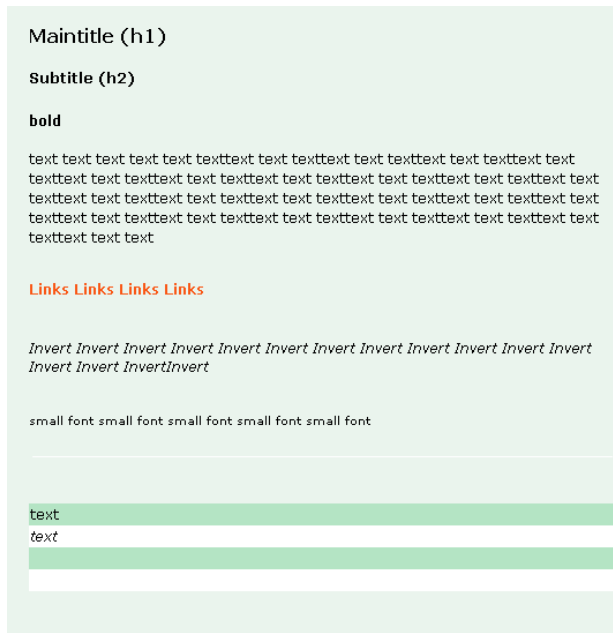 Maintitle (h1)
Subtitle (h2)
bold
text text text text text texttext text texttext text texttext text texttext text
texttext text texttext text texttext text texttext text texttext text texttext text
texttext text texttext text texttext text texttext text texttext text texttext text
texttext text texttext text texttext text texttext text texttext text texttext text
texttext text text
Links Links Links Links
Invert Invert Invert Invert Invert Invert Invert Invert Invert Invert Invert Invert
Invert Invert InvertInvert
small font small font small font small font small font
text
text